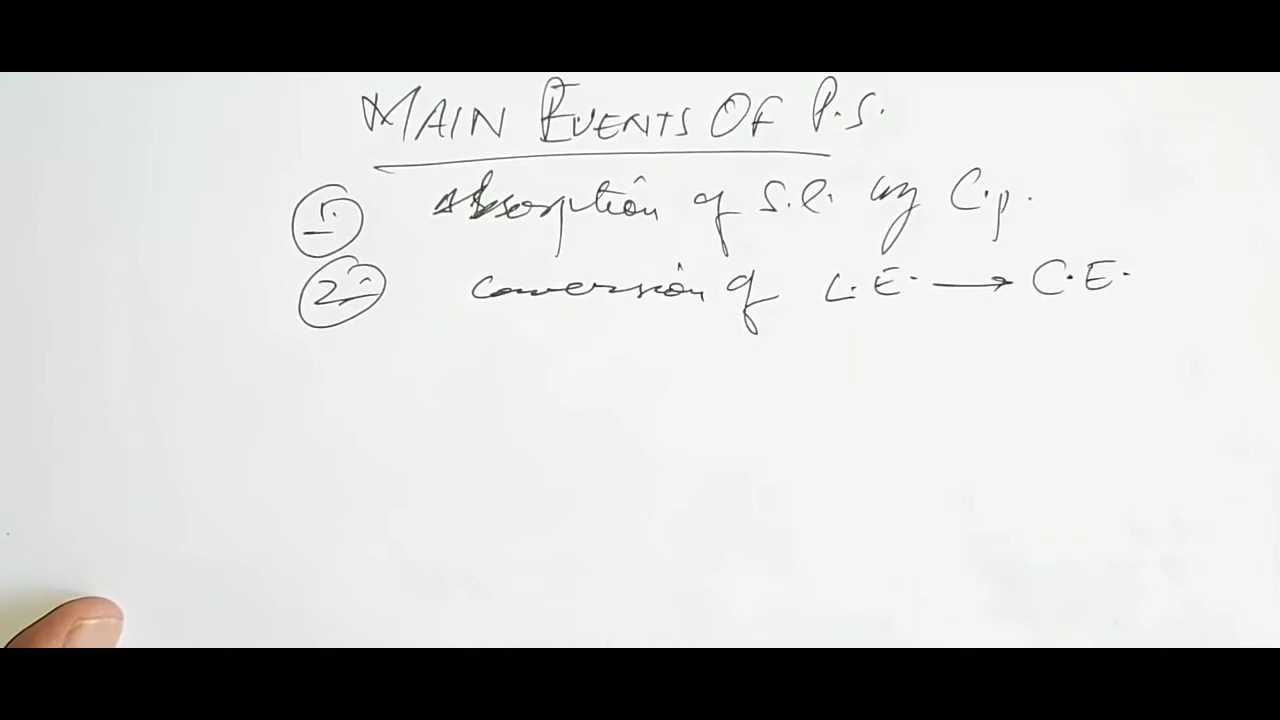 MAIN EVENTS OF P.S.
1. Absorption of S.l. by C.p.
2. Conversion of L.E. → C.E.